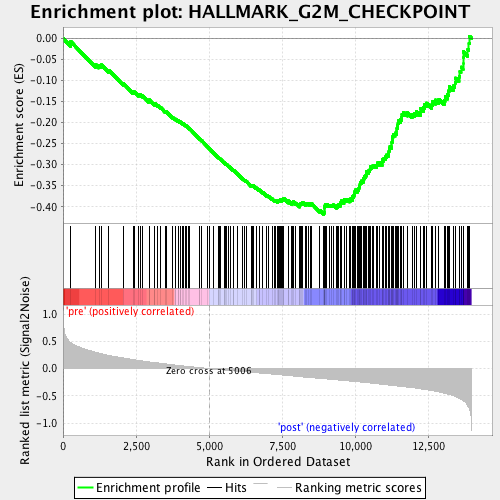 Enrichment plot: HALLMARK_G2M_CHECKPOINT
Enrichment score (ES)
0.00
-0.05
-0.10
-0.15
-0.20
-0.25
-0.30
-0.35
-0.40
'pre' (positively correlated)
Ranked list metric (Signal2Noise)
1.0
0.5
0.0
-0.5
-1.0
Zero cross at 5006
'post' (negatively correlated)
0
2,500
5,000
7,500
10,000
12,500
Rank in Ordered Dataset
Enrichment profile
Hits
Ranking metric scores